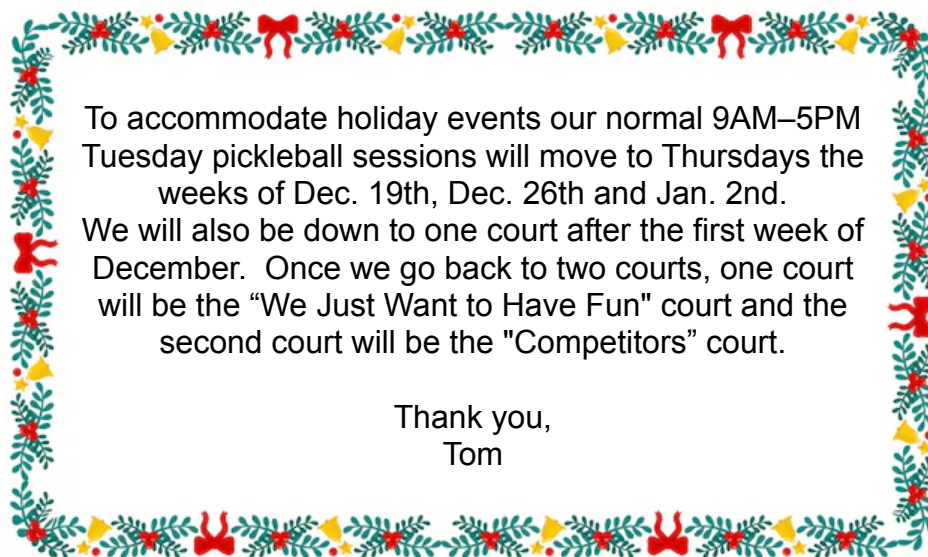 To accommodate holiday events our normal 9AM–5PM
Tuesday pickleball sessions will move to Thursdays the
weeks of Dec. 19th, Dec. 26th and Jan. 2nd.
We will also be down to one court after the first week of
December.  Once we go back to two courts, one court
will be the “We Just Want to Have Fun" court and the
second court will be the "Competitors” court.
Thank you,
Tom